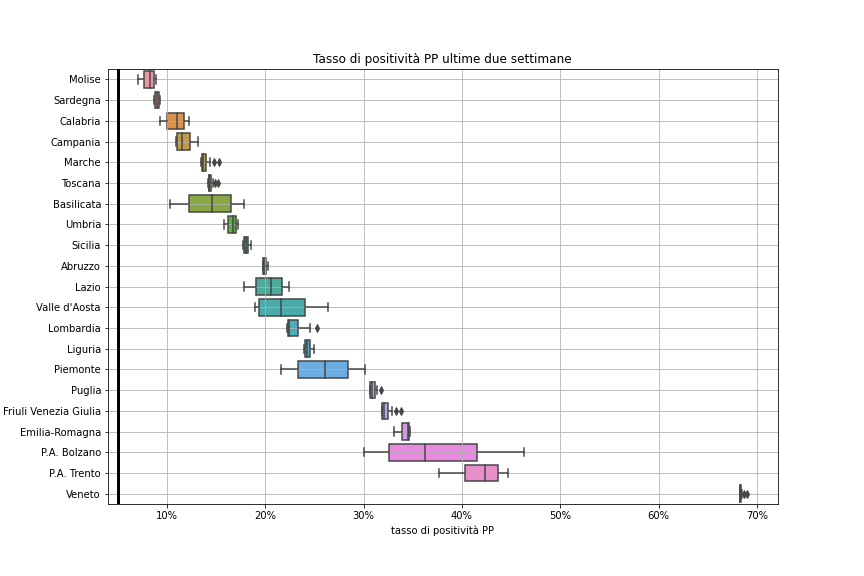 Tasso di positività PP ultime due settimane
Molise
Sardegna
Calabria
Campania
Marche
Toscana
Basilicata
Umbria
Sicilia
Abruzzo
Lazio
Valle d'Aosta
Lombardia
Liguria
Piemonte
Puglia
Friuli Venezia Giulia
Emilia-Romagna
P.A. Bolzano
P.A. Trento
Veneto
10% 20% 30% 40% 50% 60% 70%
tasso di positività PP